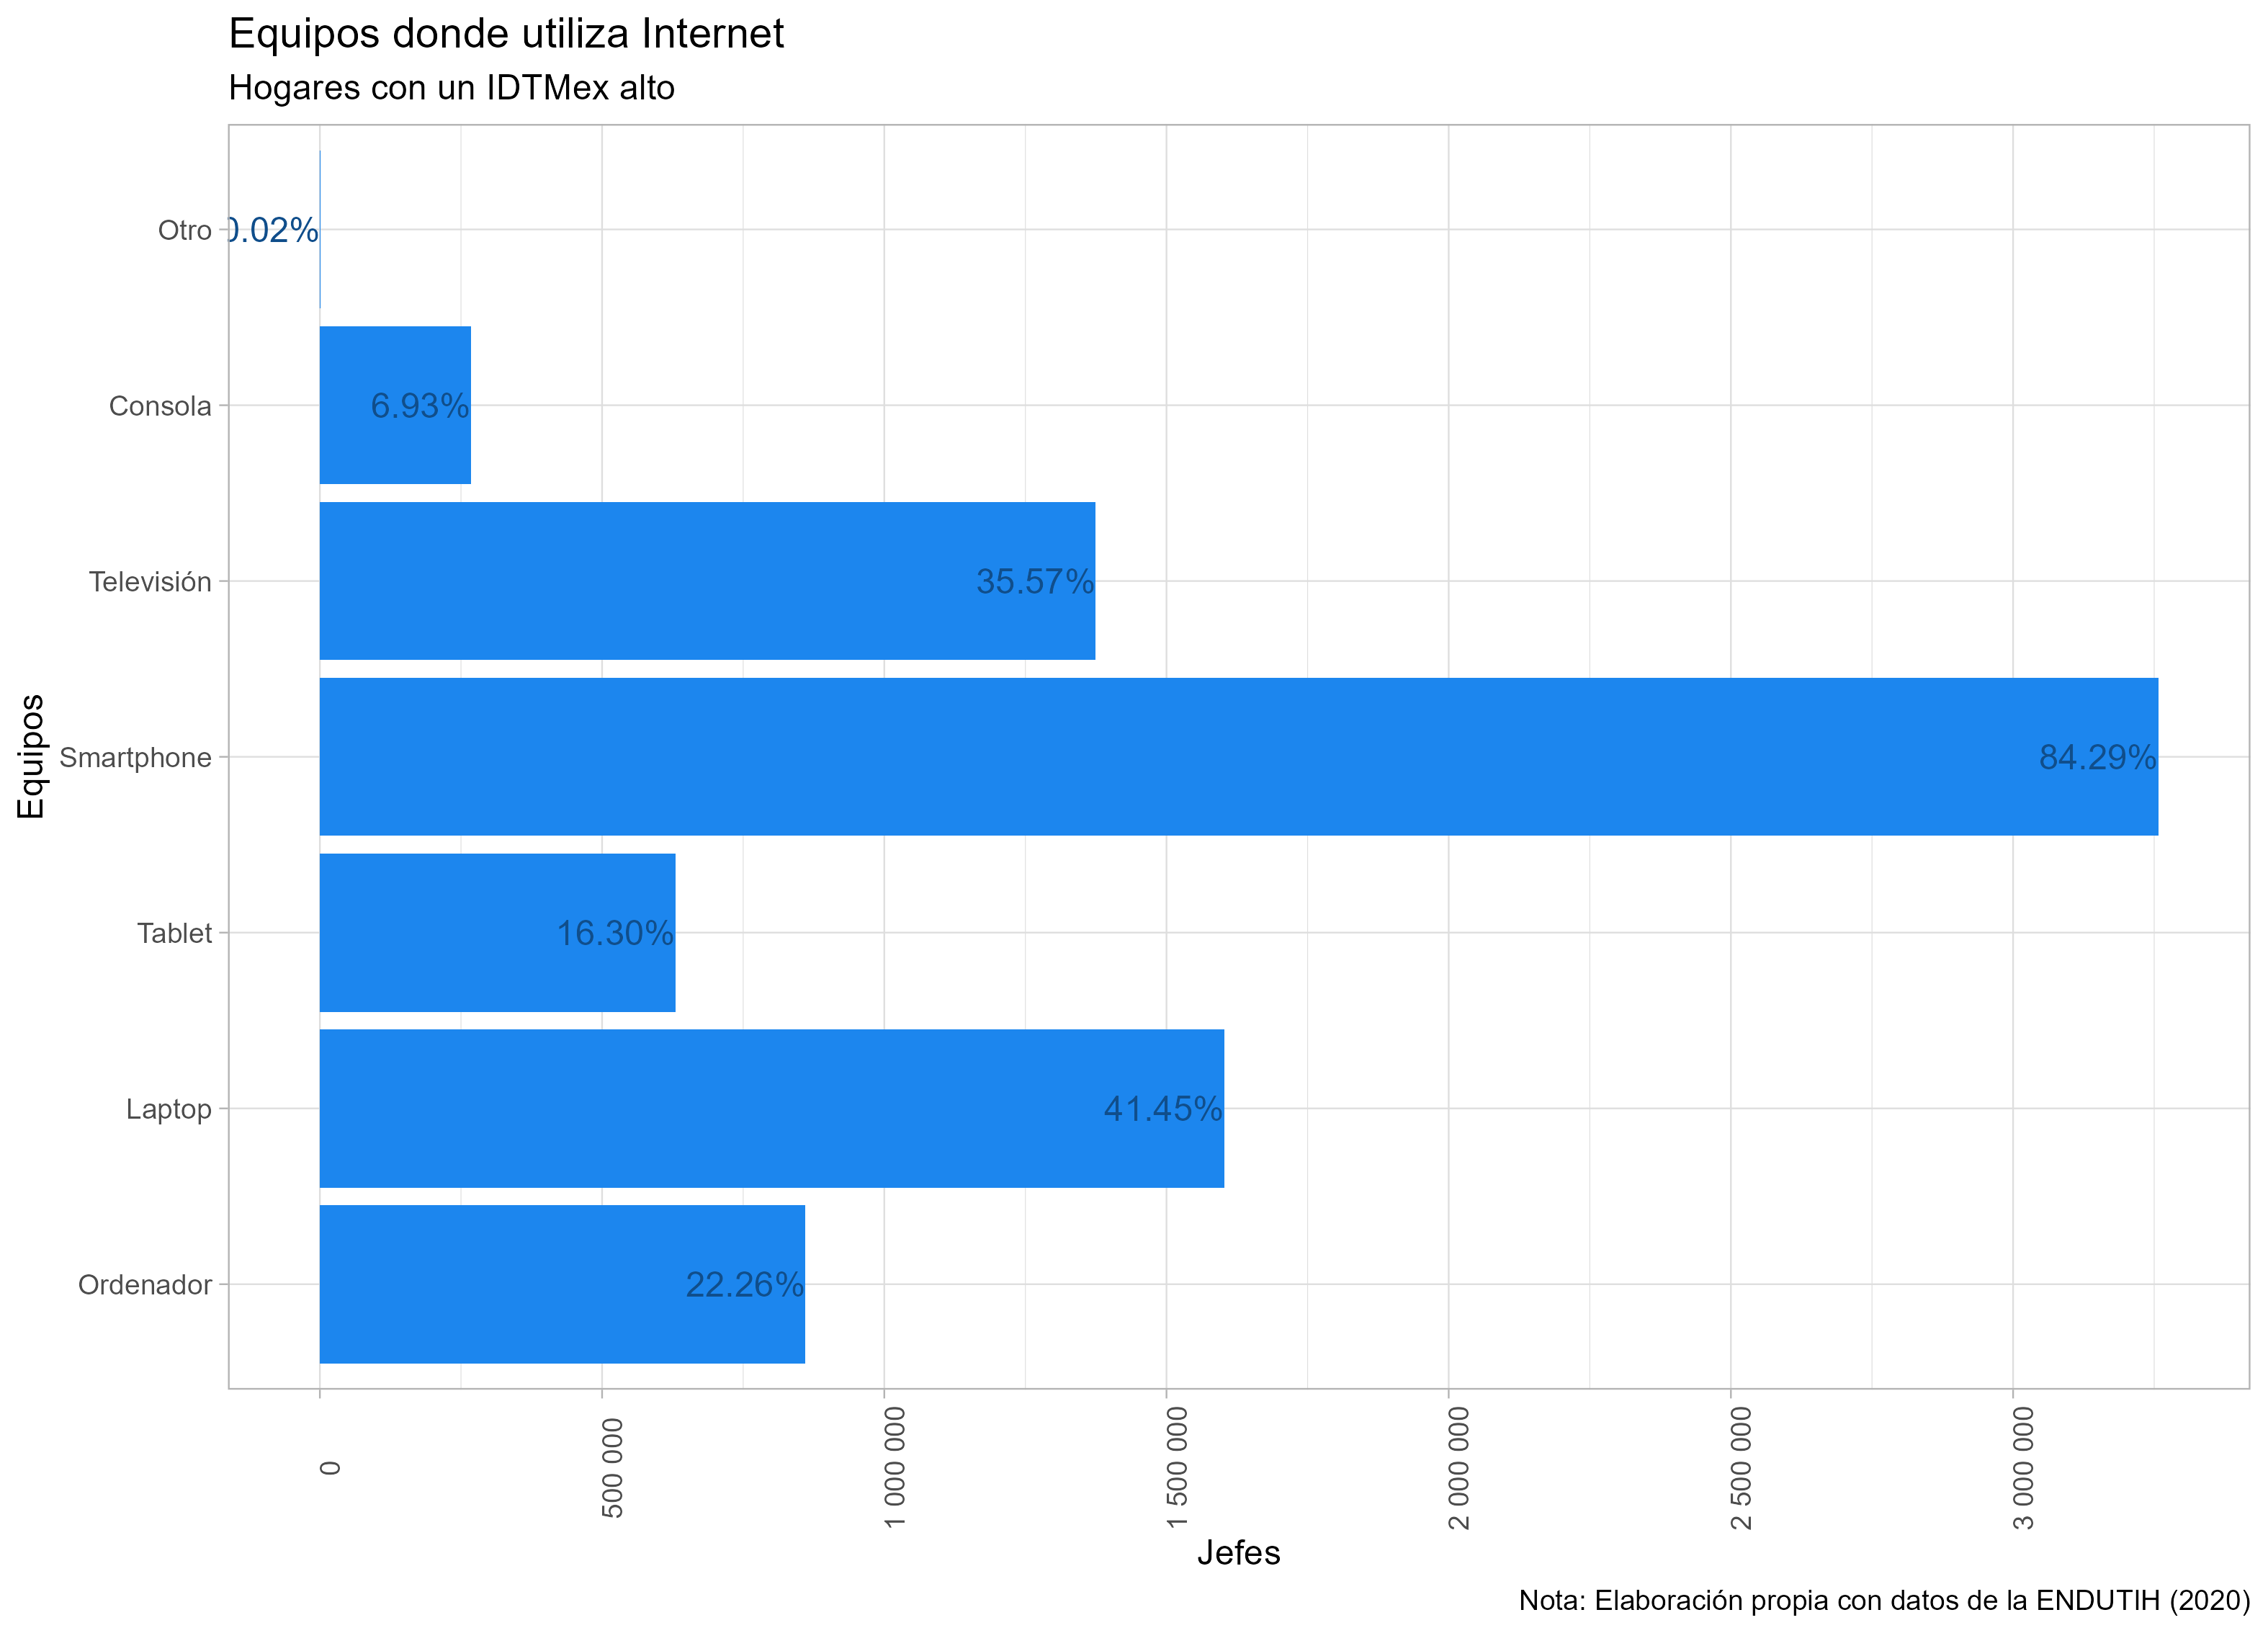 Equipos donde utiliza Internet
Hogares con un IDTMex alto
Otro
0.02%
Consola
6.93%
Televisión
35.57%
Equipos
Smartphone
84.29%
Tablet
16.30%
Laptop
41.45%
Ordenador
22.26%
0
500 000
1 000 000
1 500 000
2 000 000
2 500 000
3 000 000
Jefes
Nota: Elaboración propia con datos de la ENDUTIH (2020)